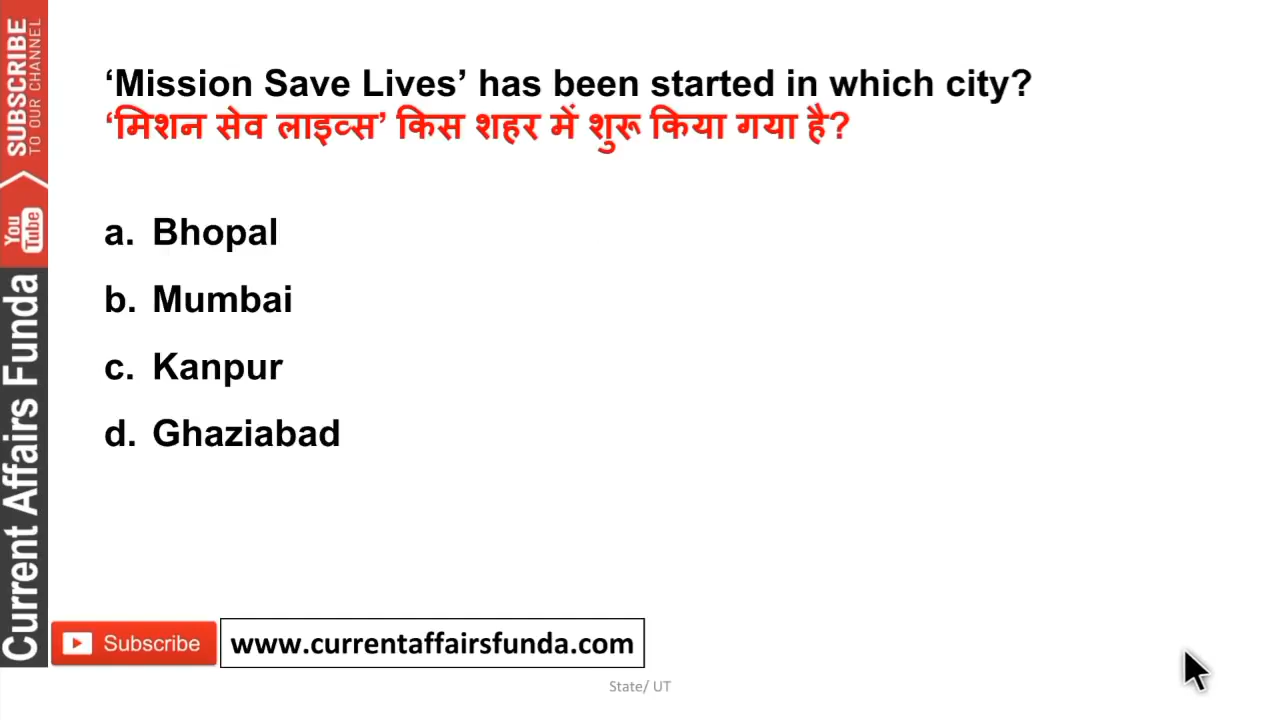 ‘Mission Save Lives’ has been started in which city?
‘मिशन सेव लाइव्स’ किस शहर में शुरू किया गया है?
a. Bhopal
b. Mumbai
c. Kanpur
d. Ghaziabad
SUBSCRIBE
TO OUR CHANNEL
You
Tube
Current Affairs Funda
Subscribe
www.currentaffairsfunda.com
State/ UT